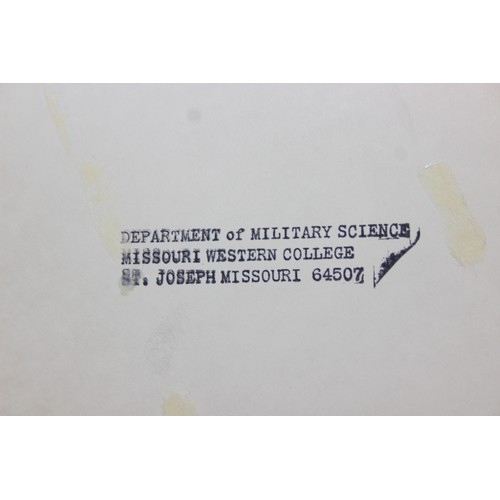 DEPARTMENT of MILITARY SCIENCE
MISSOURI WESTERN COLLEGE
ST. JOSEPH MISSOURI 64507